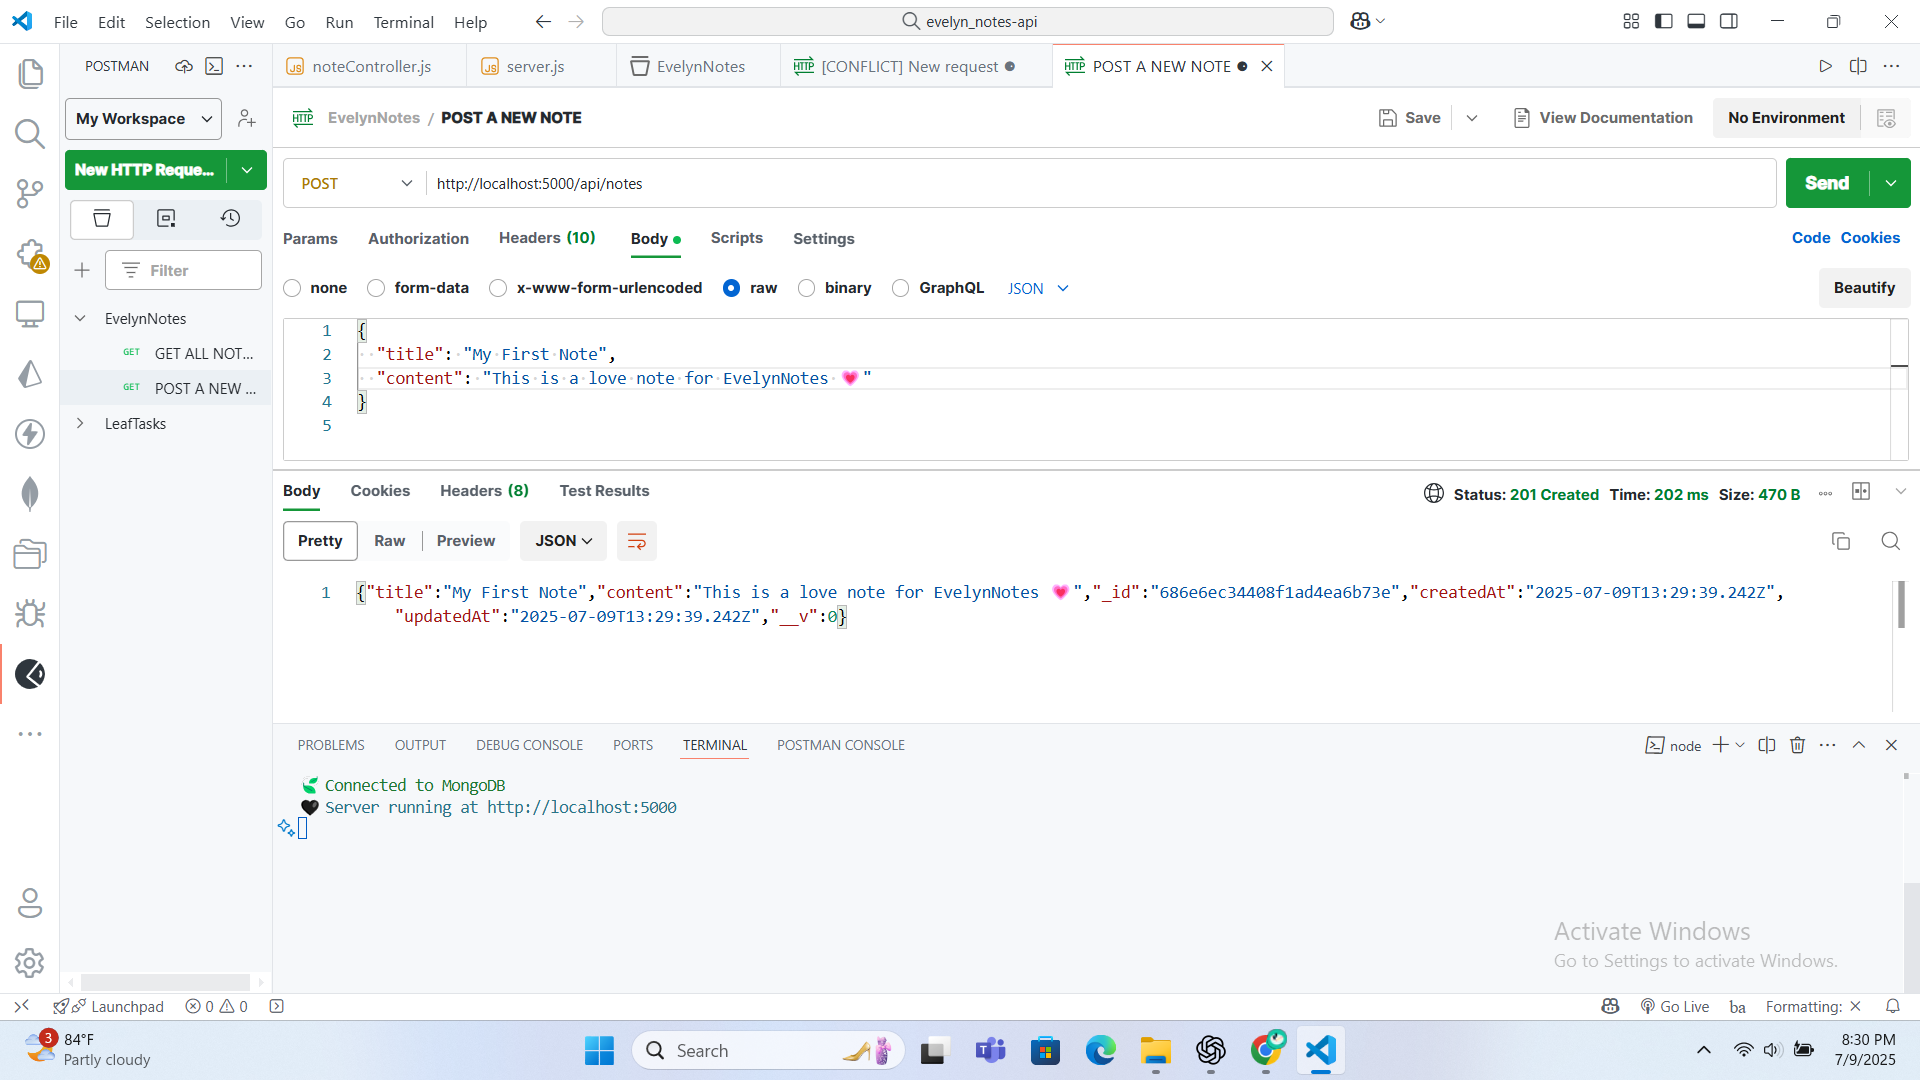 File Edit Selection View Go Run Terminal Help
evelyn_notes-api
POSTMAN
noteController.js
server.js
EvelynNotes
[CONFLICT] New request
POST A NEW NOTE
My Workspace
EvelynNotes / POST A NEW NOTE
Save
View Documentation
No Environment
New HTTP Reque...
POST
http://localhost:5000/api/notes
Send
Params Authorization Headers (10) Body Scripts Settings
Code Cookies
Filter
none form-data x-www-form-urlencoded raw binary GraphQL JSON
Beautify
EvelynNotes
GET GET ALL NOT...
GET POST A NEW ...
LeafTasks
1 {
2 "title": "My First Note",
3 "content": "This is a love note for EvelynNotes 💗"
4 }
5
Body Cookies Headers (8) Test Results
Status: 201 Created Time: 202 ms Size: 470 B
Pretty Raw Preview JSON
1 {"title":"My First Note","content":"This is a love note for EvelynNotes 💗","_id":"686e6ec34408f1ad4ea6b73e","createdAt":"2025-07-09T13:29:39.242Z",
"updatedAt":"2025-07-09T13:29:39.242Z","__v":0}
PROBLEMS OUTPUT DEBUG CONSOLE PORTS TERMINAL POSTMAN CONSOLE
node
Connected to MongoDB
🖤 Server running at http://localhost:5000
Activate Windows
Go to Settings to activate Windows.
Launchpad 0 0
Go Live ba Formatting:
3
84°F
Partly cloudy
Search
8:30 PM
7/9/2025